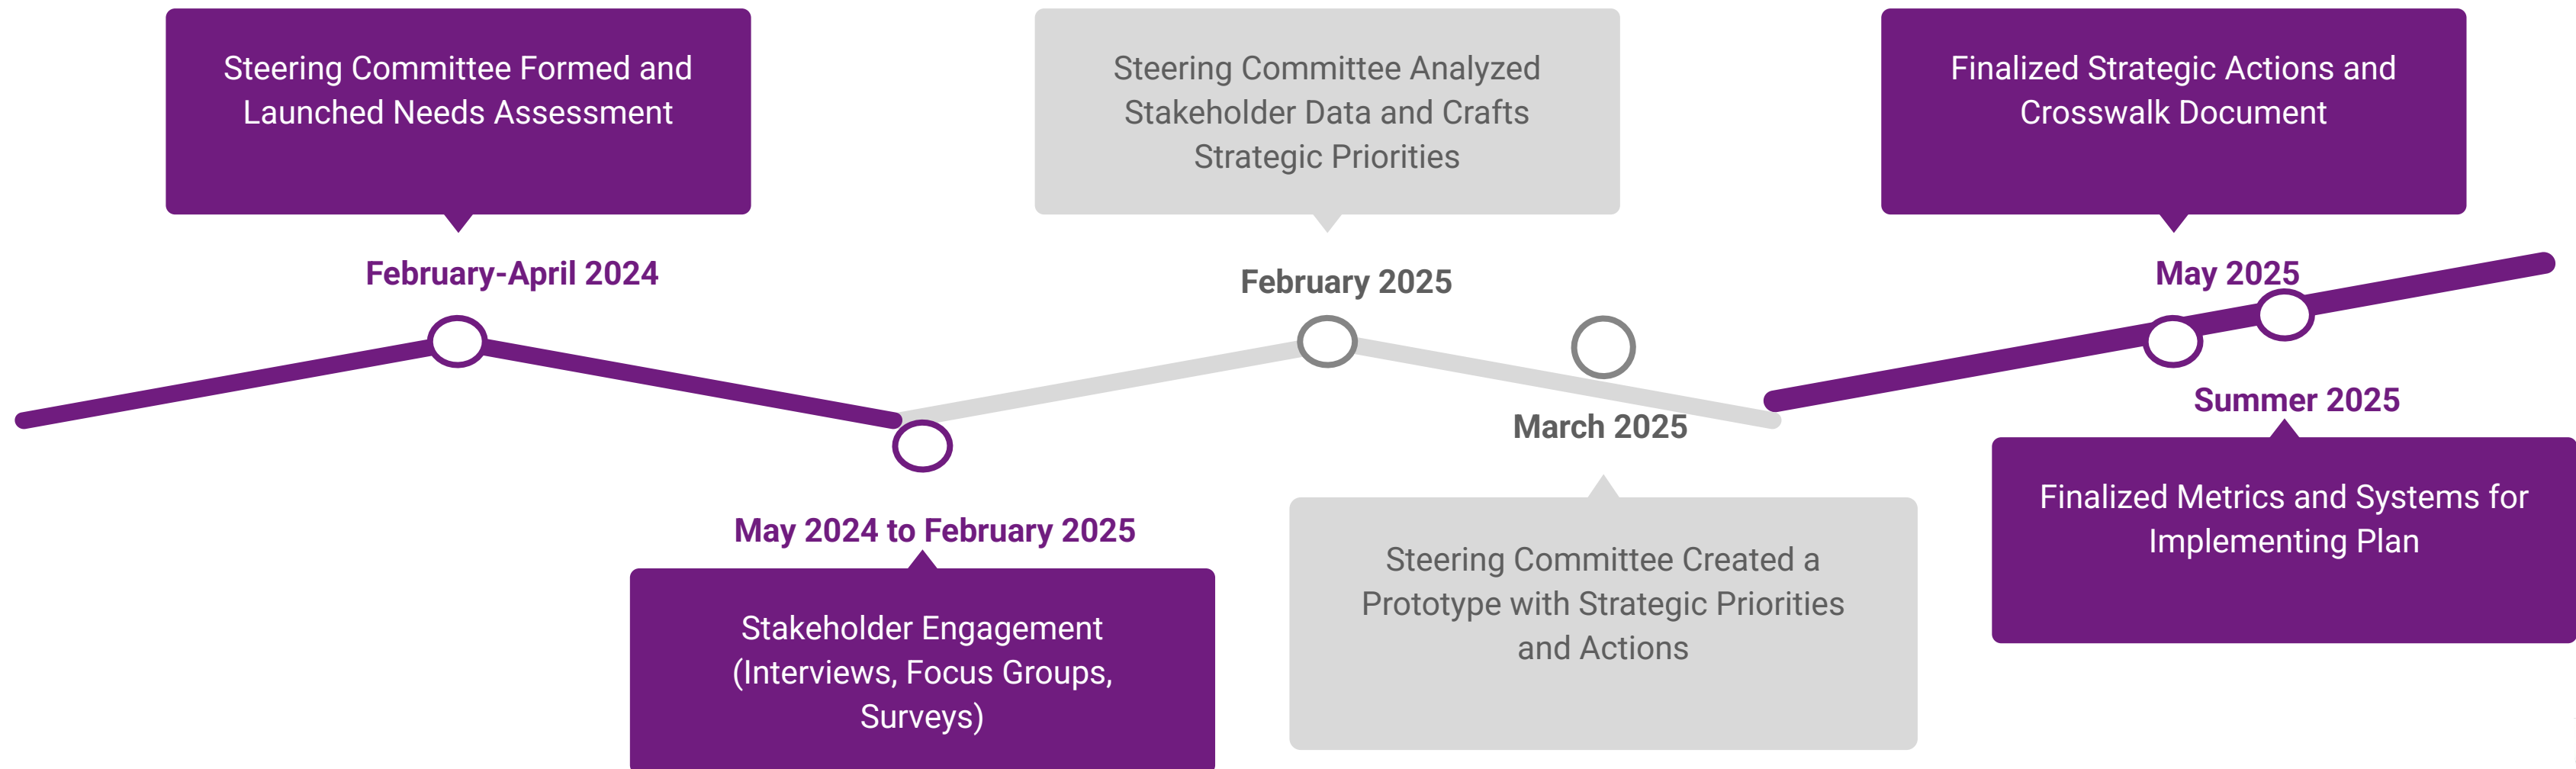 Steering Committee Formed and
Launched Needs Assessment
February-April 2024
May 2024 to February 2025
Stakeholder Engagement
(Interviews, Focus Groups,
Surveys)
Steering Committee Analyzed
Stakeholder Data and Crafts
Strategic Priorities
February 2025
March 2025
Steering Committee Created a
Prototype with Strategic Priorities
and Actions
Finalized Strategic Actions and
Crosswalk Document
May 2025
Summer 2025
Finalized Metrics and Systems for
Implementing Plan